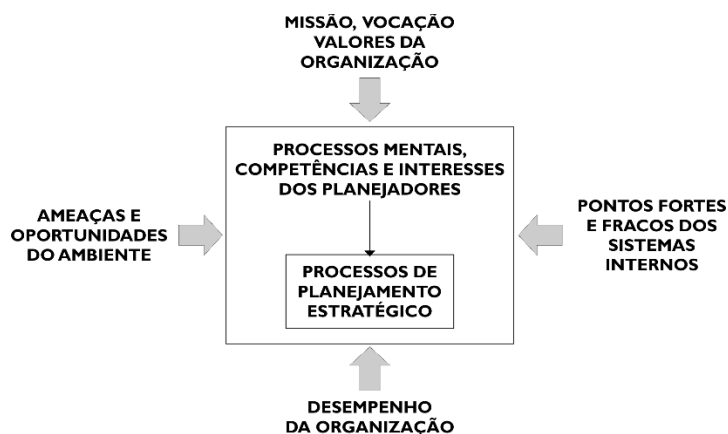 MISSÃO, VOCAÇÃO
VALORES DA
ORGANIZAÇÃO
PROCESSOS MENTAIS,
COMPETÊNCIAS E INTERESSES
DOS PLANEJADORES
AMEAÇAS E
OPORTUNIDADES
DO AMBIENTE
PONTOS FORTES
E FRACOS DOS
SISTEMAS
INTERNOS
PROCESSOS DE
PLANEJAMENTO
ESTRATÉGICO
DESEMPENHO
DA ORGANIZAÇÃO